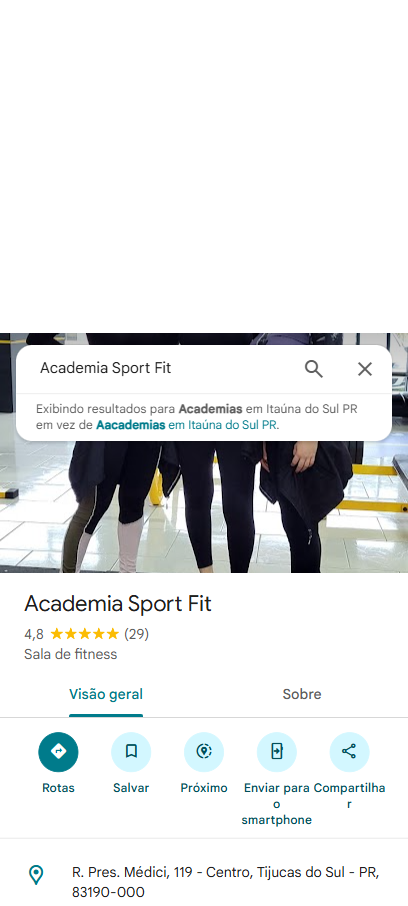 Academia Sport Fit
Exibindo resultados para Academias em Itaúna do Sul PR
em vez de Aacademias em Itaúna do Sul PR.
Academia Sport Fit
4,8 (29)
Sala de fitness
Visão geral
Sobre
Rotas
Salvar
Próximo
Enviar para
o
smartphone
Compartilha
r
R. Pres. Médici, 119 - Centro, Tijucas do Sul - PR,
83190-000